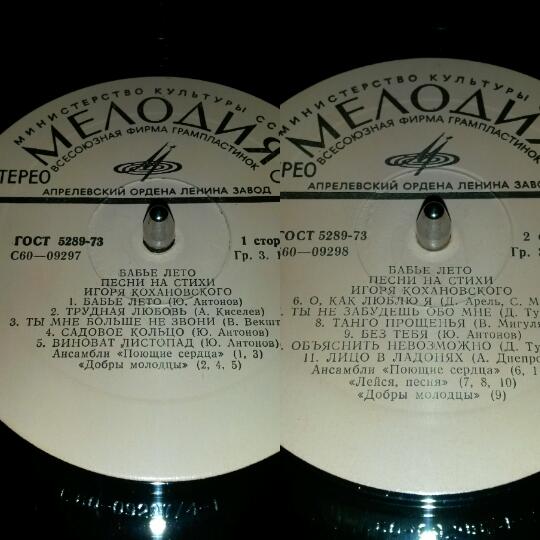 МИНИСТЕРСТВО КУЛЬТУРЫ СС
МЕЛОДИЯ
ВСЕСОЮЗНАЯ ФИРМА ГРАМПЛАСТИНОК
ТЕРЕО
АПРЕЛЕВСКИЙ ОРДЕНА ЛЕНИНА ЗАВОД
ГОСТ 5289-73
1 стор
С60—09297
Гр. 3.
БАБЬЕ ЛЕТО
ПЕСНИ НА СТИХИ
ИГОРЯ КОХАНОВСКОГО
1. БАБЬЕ ЛЕТО (Ю. Антонов)
2. ТРУДНАЯ ЛЮБОВЬ (А. Киселев)
3. ТЫ МНЕ БОЛЬШЕ НЕ ЗВОНИ (В. Векшт
4. САДОВОЕ КОЛЬЦО (Ю. Антонов)
5. ВИНОВАТ ЛИСТОПАД (Ю. Антонов)
Ансамбли «Поющие сердца» (1, 3)
«Добры молодцы» (2, 4, 5)
МИНИСТЕРСТВО КУЛЬТУРЫ
МЕЛОДИЯ
ВСЕСОЮЗНАЯ ФИРМА ГРАМПЛАСТИНОК
РЕО
АПРЕЛЕВСКИЙ ОРДЕНА ЛЕНИНА ЗАВО
ГОСТ 5289-73
2 с
С60—09298
Гр.
БАБЬЕ ЛЕТО
ПЕСНИ НА СТИХИ
ИГОРЯ КОХАНОВСКОГО
6. О, КАК ЛЮБЛЮ Я (Д. Арель, С. М
ТЫ НЕ ЗАБУДЕШЬ ОБО МНЕ (Д. Ту
8. ТАНГО ПРОЩЕНЬЯ (В. Мигул
9. БЕЗ ТЕБЯ (Ю. Антонов)
ОБЪЯСНИТЬ НЕВОЗМОЖНО (Д. Ту
11. ЛИЦО В ЛАДОНЯХ (А. Днепро
Ансамбли «Поющие сердца» (6, 1
«Лейся, песня» (7, 8, 10)
«Добры молодцы» (9)